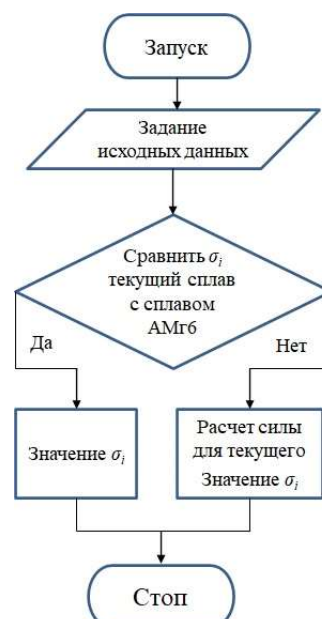 Запуск
Задание
исходных данных
Сравнить σᵢ
текущий сплав
с сплавом
АМг6
Да
Нет
Значение σᵢ
Расчет силы
для текущего
Значение σᵢ
Стоп